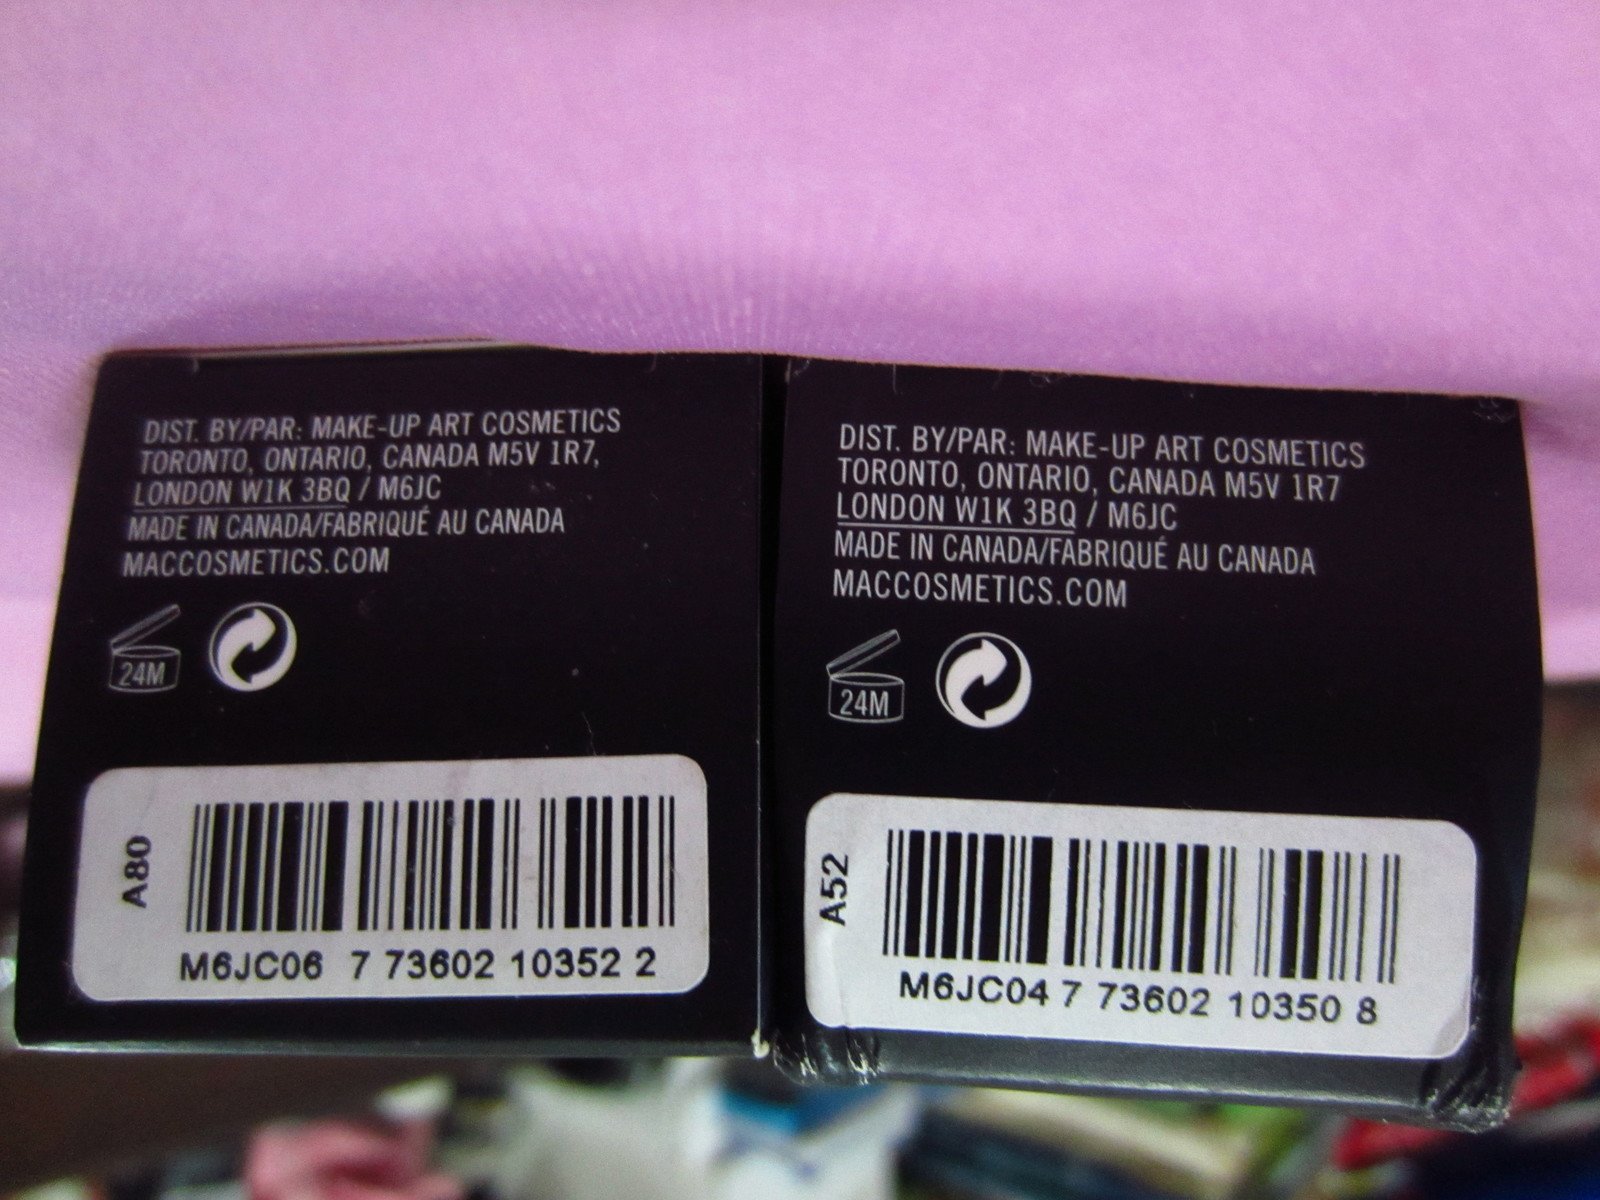 DIST. BY/PAR: MAKE-UP ART COSMETICS
TORONTO, ONTARIO, CANADA M5V 1R7,
LONDON W1K 3BQ / M6JC
MADE IN CANADA/FABRIQUÉ AU CANADA
MACCOSMETICS.COM
24M
A80
M6JC06 7 73602 10352 2
DIST. BY/PAR: MAKE-UP ART COSMETICS
TORONTO, ONTARIO, CANADA M5V 1R7
LONDON W1K 3BQ / M6JC
MADE IN CANADA/FABRIQUÉ AU CANADA
MACCOSMETICS.COM
24M
A52
M6JC04 7 73602 10350 8